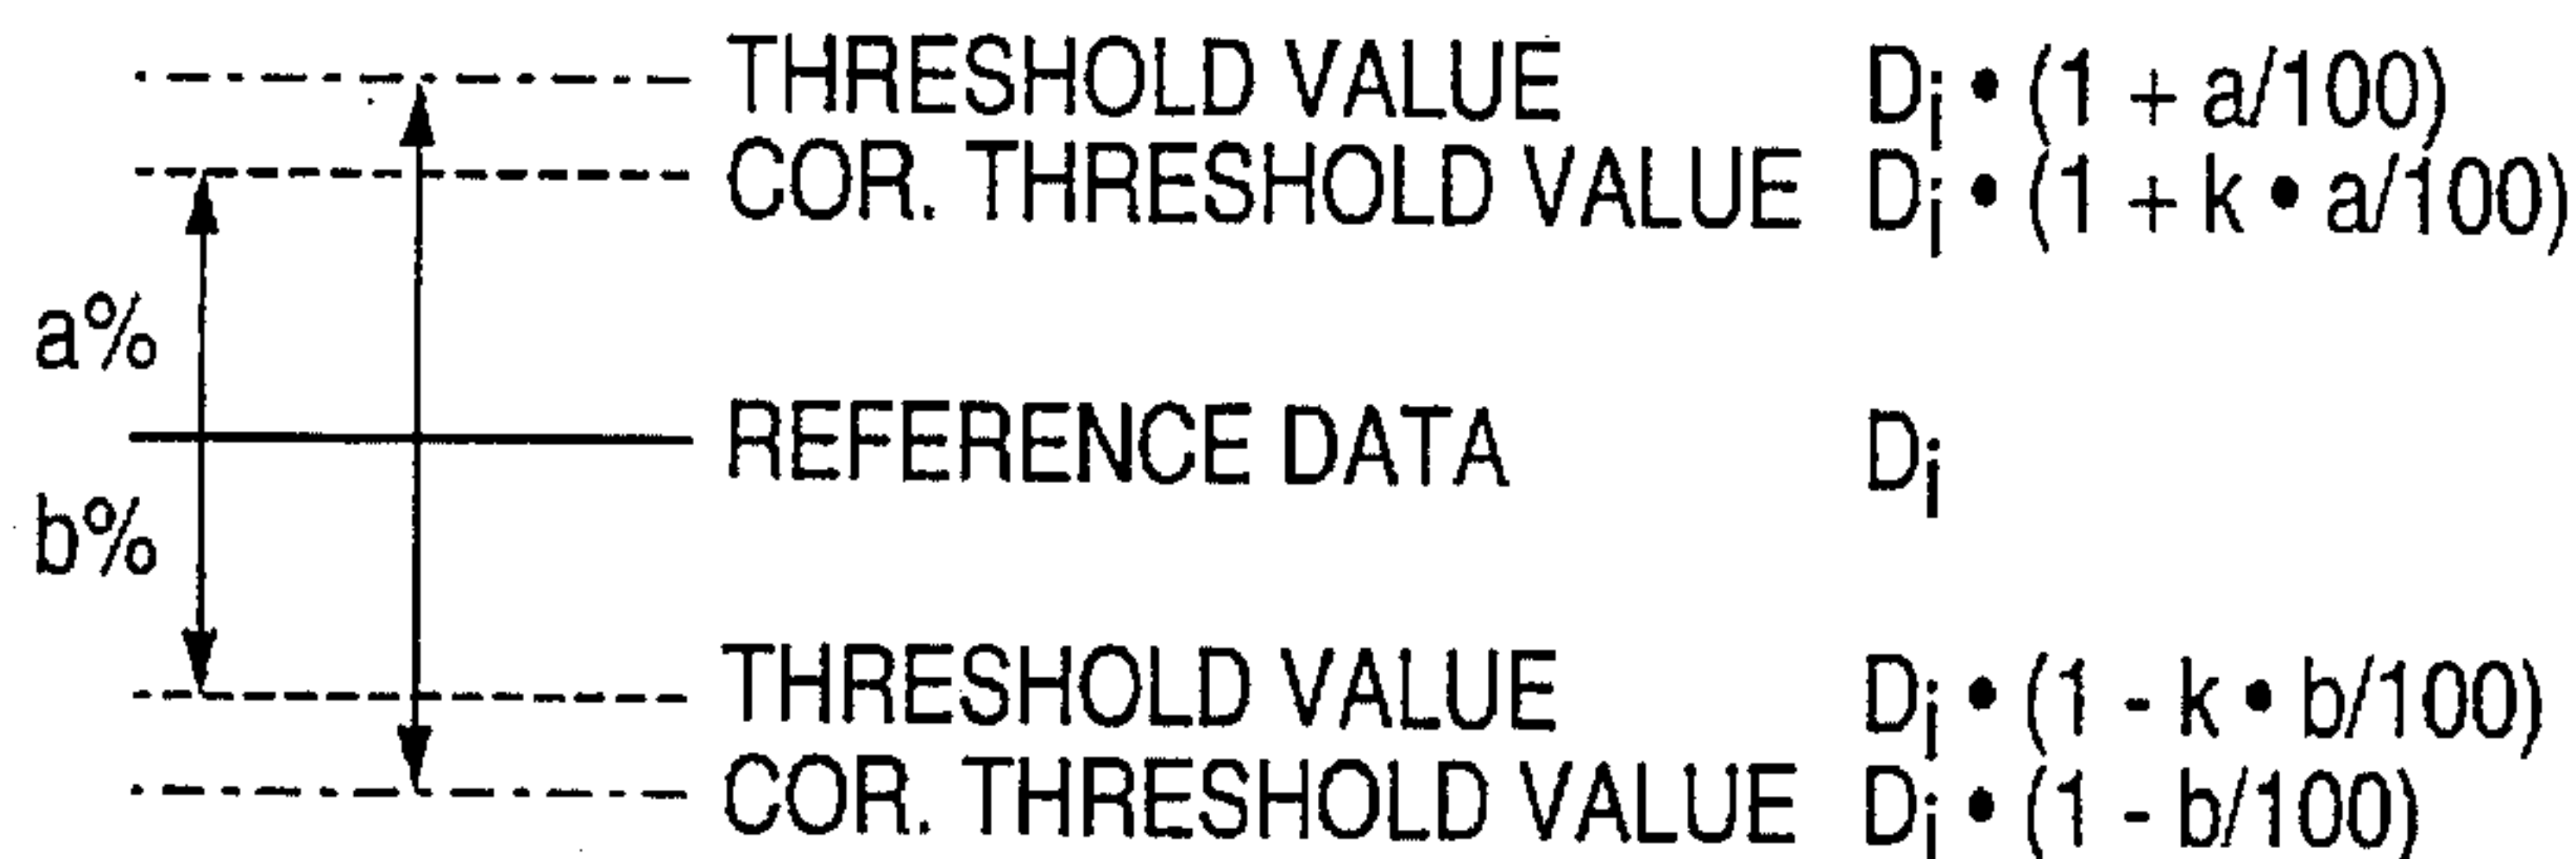 THRESHOLD VALUE Di • (1 + a/100)
COR. THRESHOLD VALUE Di • (1 + k • a/100)
a%
REFERENCE DATA Di
b%
THRESHOLD VALUE Di • (1 - k • b/100)
COR. THRESHOLD VALUE Di • (1 - b/100)